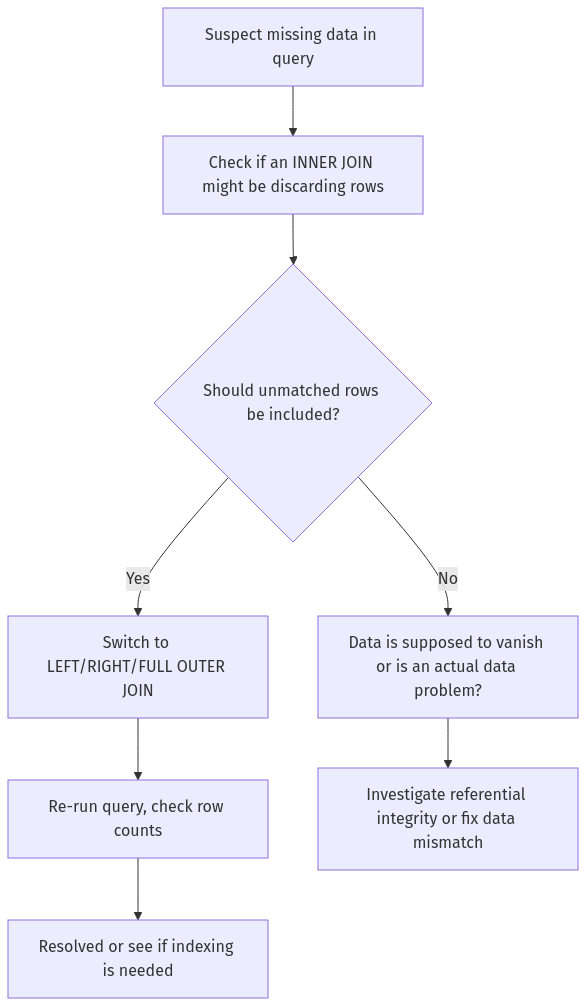 Suspect missing data in
query
Check if an INNER JOIN
might be discarding rows
Should unmatched rows
be included?
Yes
No
Switch to
LEFT/RIGHT/FULL OUTER
JOIN
Data is supposed to vanish
or is an actual data
problem?
Re-run query, check row
counts
Investigate referential
integrity or fix data
mismatch
Resolved or see if indexing
is needed